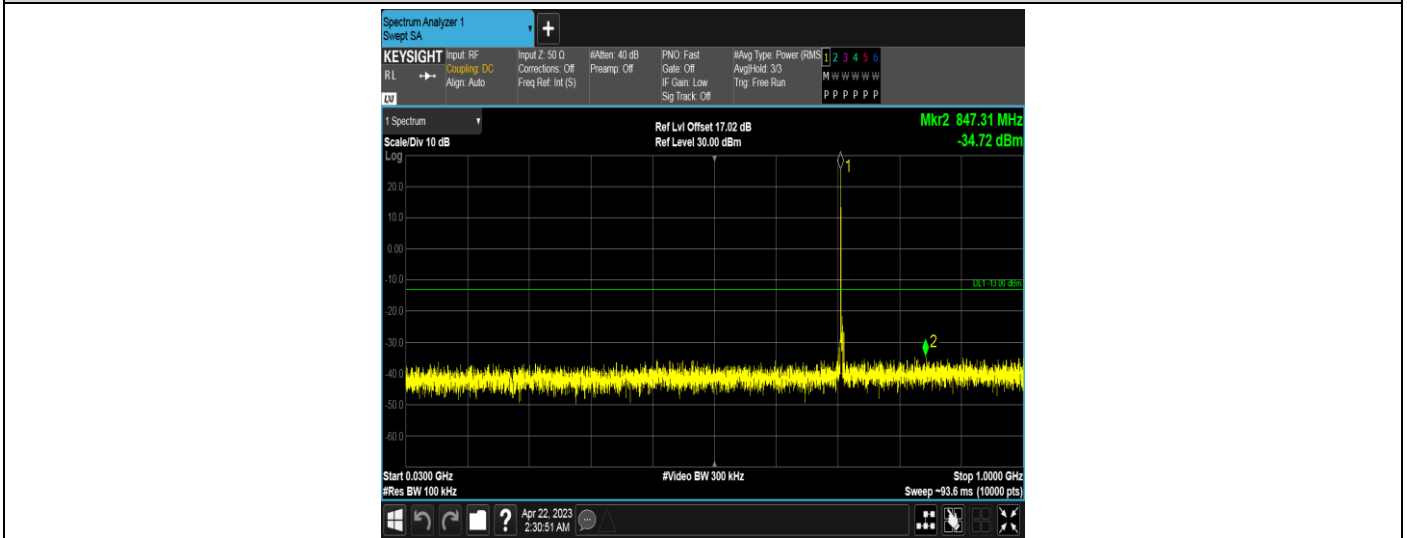 Spectrum Analyzer 1
Swept SA
+
KEYSIGHT
RL
LXI
Input: RF
Coupling: DC
Align: Auto
Input Z: 50 Ω
Corrections: Off
Freq Ref: Int (S)
#Atten: 40 dB
Preamp: Off
PNO: Fast
Gate: Off
IF Gain: Low
Sig Track: Off
#Avg Type: Power (RMS
Avg|Hold: 3/3
Trig: Free Run
1 2 3 4 5 6
M W W W W W
P P P P P P
1 Spectrum
Scale/Div 10 dB
Log
Ref Lvl Offset 17.02 dB
Ref Level 30.00 dBm
Mkr2 847.31 MHz
-34.72 dBm
1
20.0
10.0
0.00
-10.0
DL1 -13.00 dBm
-20.0
-30.0
2
-40.0
-50.0
-60.0
Start 0.0300 GHz
#Res BW 100 kHz
#Video BW 300 kHz
Stop 1.0000 GHz
Sweep ~93.6 ms (10000 pts)
?
Apr 22, 2023
2:30:51 AM